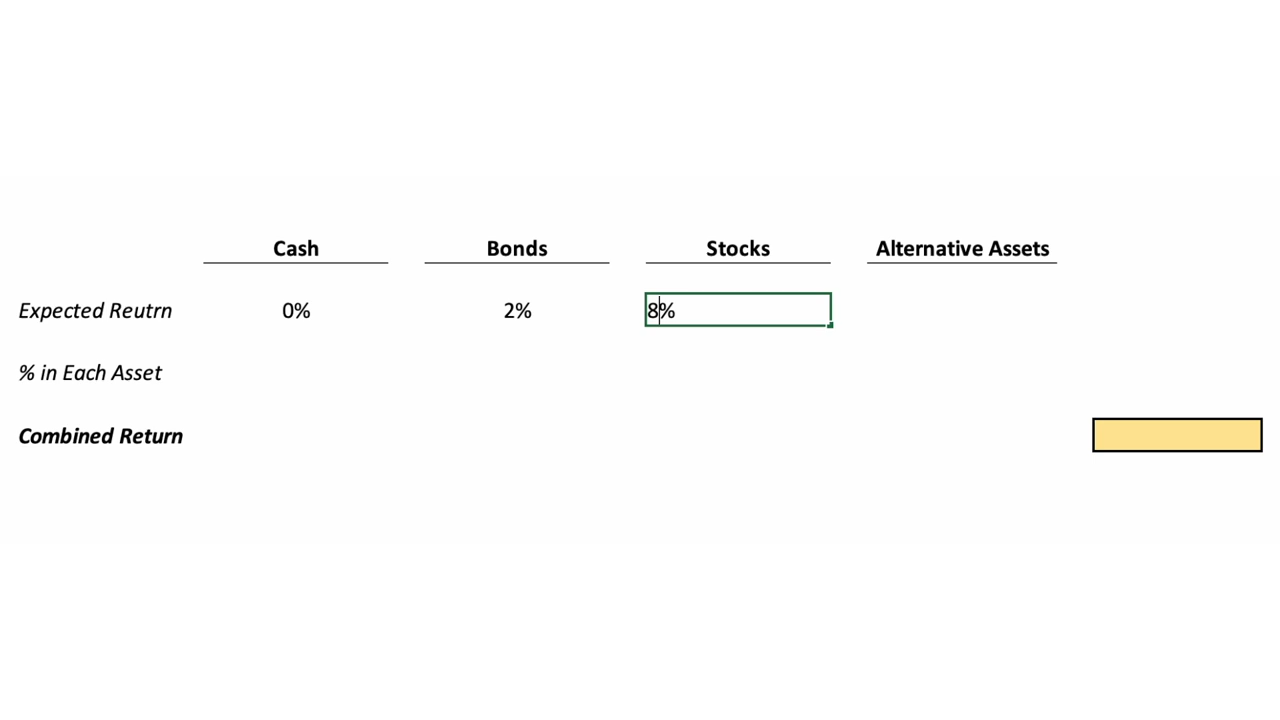 Cash Bonds Stocks Alternative Assets
Expected Reutrn 0% 2% 8%
% in Each Asset
Combined Return